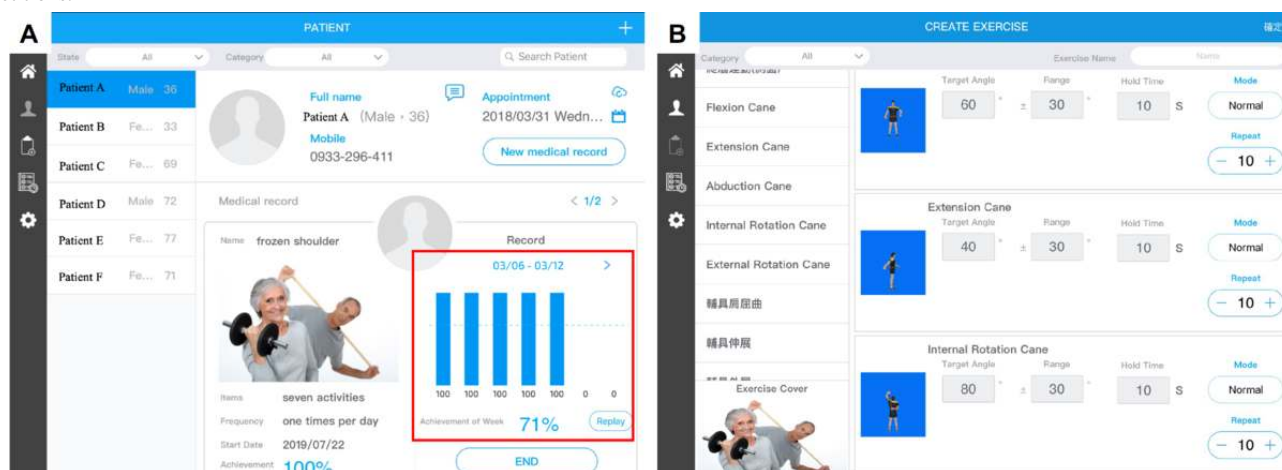 A
PATIENT
+
State All Category All Search Patient
Patient A Male 36
Patient B Fe... 33
Patient C Fe... 69
Patient D Male 72
Patient E Fe... 77
Patient F Fe... 71
Full name
Patient A (Male · 36)
Mobile
0933-296-411
Appointment
2018/03/31 Wedn...
New medical record
Medical record
< 1/2 >
Name frozen shoulder
Items seven activities
Frequency one times per day
Start Date 2019/07/22
Achievement 100%
Record
03/06 - 03/12 >
100 100 100 100 100 0 0
Achievement of Week 71% Replay
END
B
CREATE EXERCISE
確定
Category All Exercise Name Name
Flexion Cane
Extension Cane
Abduction Cane
Internal Rotation Cane
External Rotation Cane
輔具肩屈曲
輔具伸展
Exercise Cover
Target Angle Range Hold Time Mode
60 ° ± 30 ° 10 S Normal
Repeat
- 10 +
Extension Cane
Target Angle Range Hold Time Mode
40 ° ± 30 ° 10 S Normal
Repeat
- 10 +
Internal Rotation Cane
Target Angle Range Hold Time Mode
80 ° ± 30 ° 10 S Normal
Repeat
- 10 +